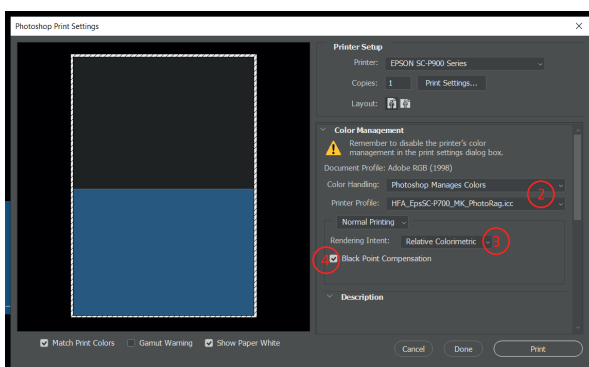 Photoshop Print Settings
Printer Setup
Printer: EPSON SC-P900 Series
Copies: 1 Print Settings...
Layout:
Color Management
Remember to disable the printer's color
management in the print settings dialog box.
Document Profile: Adobe RGB (1998)
Color Handling: Photoshop Manages Colors
2
Printer Profile: HFA_EpsSC-P700_MK_PhotoRag.icc
Normal Printing
Rendering Intent: Relative Colorimetric 3
4 Black Point Compensation
Description
Match Print Colors Gamut Warning Show Paper White
Cancel Done Print